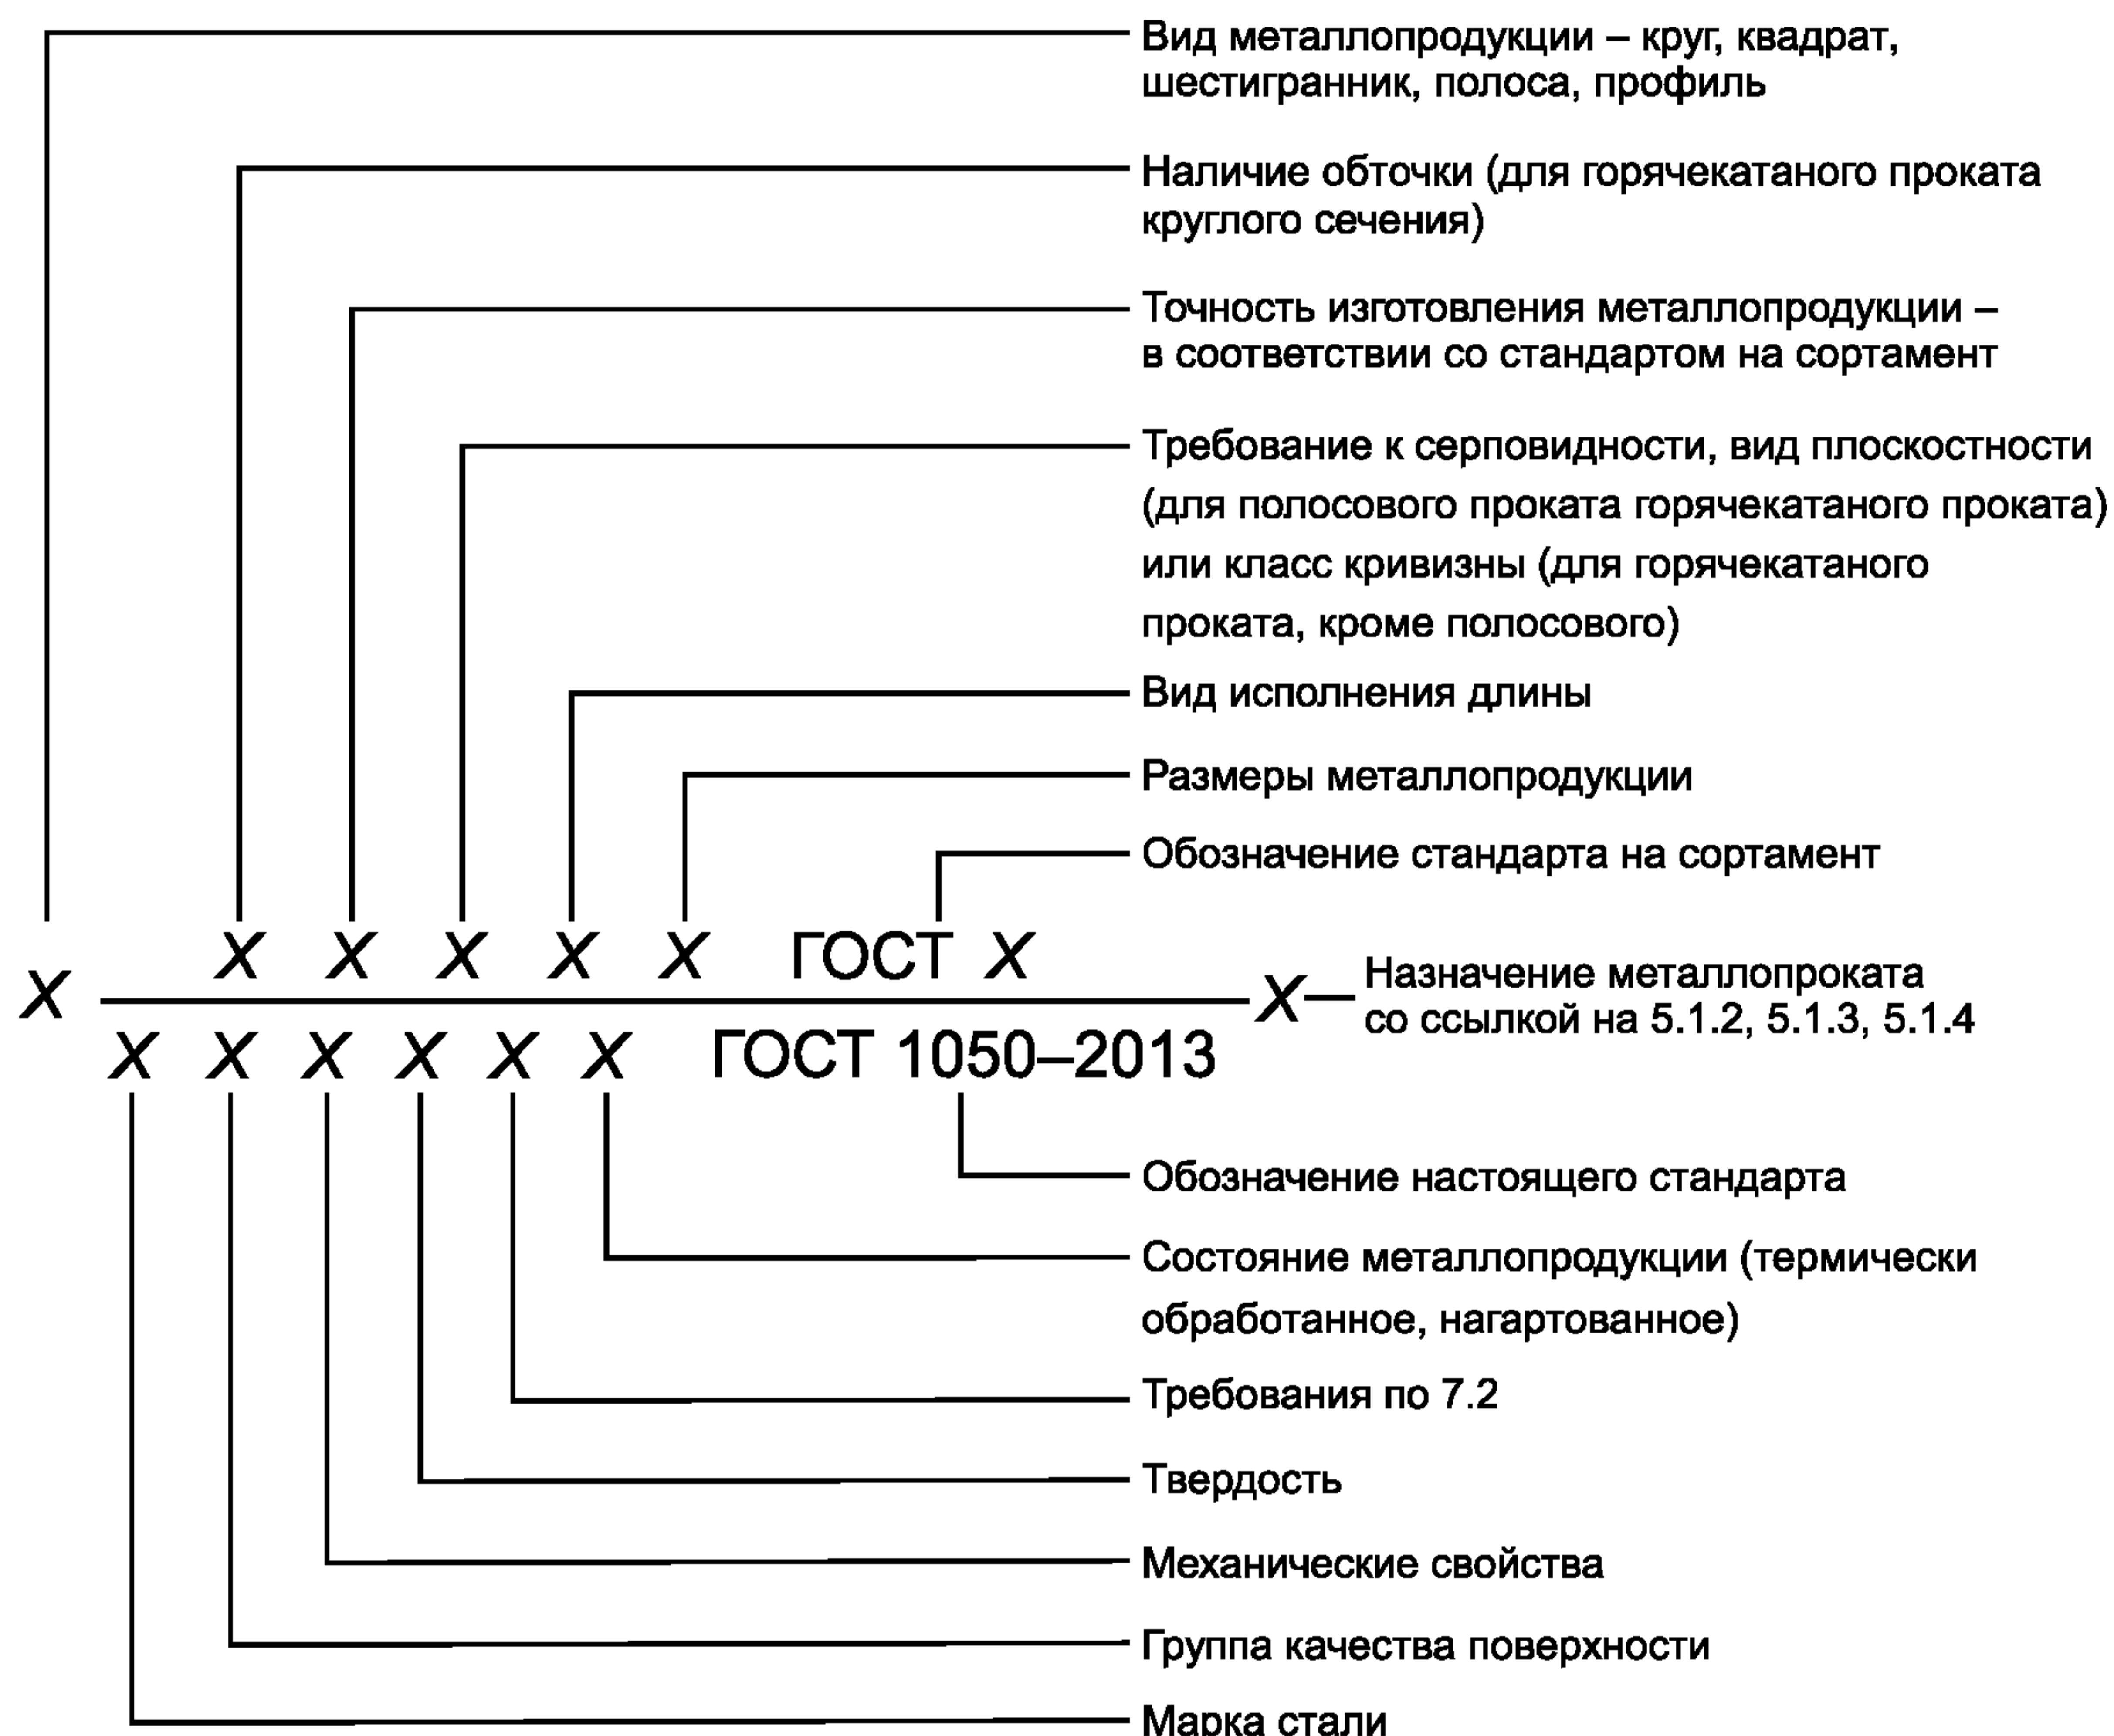 Вид металлопродукции – круг, квадрат,
шестигранник, полоса, профиль
Наличие обточки (для горячекатаного проката
круглого сечения)
Точность изготовления металлопродукции –
в соответствии со стандартом на сортамент
Требование к серповидности, вид плоскостности
(для полосового проката горячекатаного проката)
или класс кривизны (для горячекатаного
проката, кроме полосового)
Вид исполнения длины
Размеры металлопродукции
Обозначение стандарта на сортамент
X X X X X ГОСТ X
X
X
Назначение металлопроката
со ссылкой на 5.1.2, 5.1.3, 5.1.4
X X X X X X ГОСТ 1050–2013
Обозначение настоящего стандарта
Состояние металлопродукции (термически
обработанное, нагартованное)
Требования по 7.2
Твердость
Механические свойства
Группа качества поверхности
Марка стали